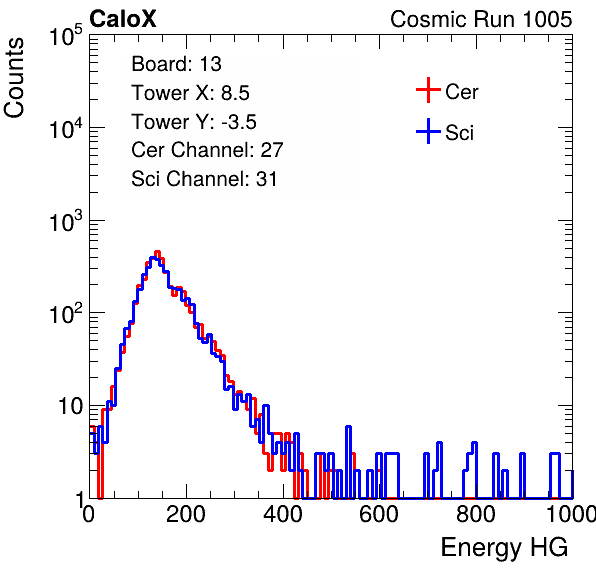 CaloX Cosmic Run 1005
10^5
Counts
Board: 13
Tower X: 8.5
Tower Y: -3.5
Cer Channel: 27
Sci Channel: 31
Cer
Sci
10^4
10^3
10^2
10
1
0 200 400 600 800 1000
Energy HG